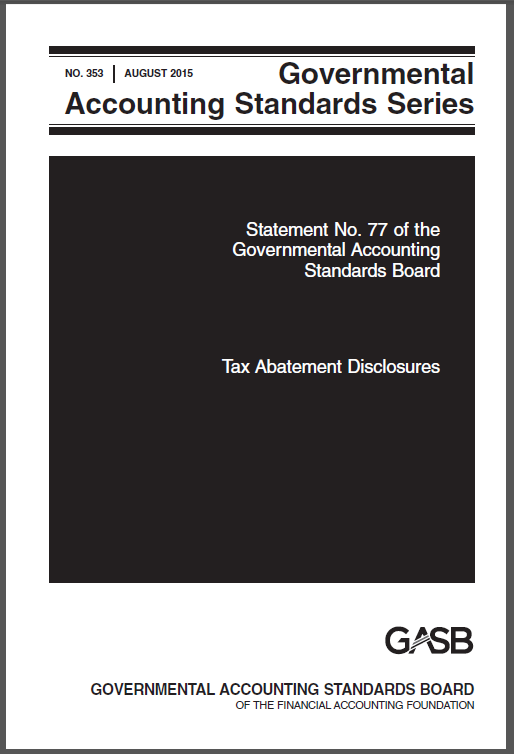 NO. 353 | AUGUST 2015
Governmental
Accounting Standards Series
Statement No. 77 of the
Governmental Accounting
Standards Board
Tax Abatement Disclosures
GASB
GOVERNMENTAL ACCOUNTING STANDARDS BOARD
OF THE FINANCIAL ACCOUNTING FOUNDATION